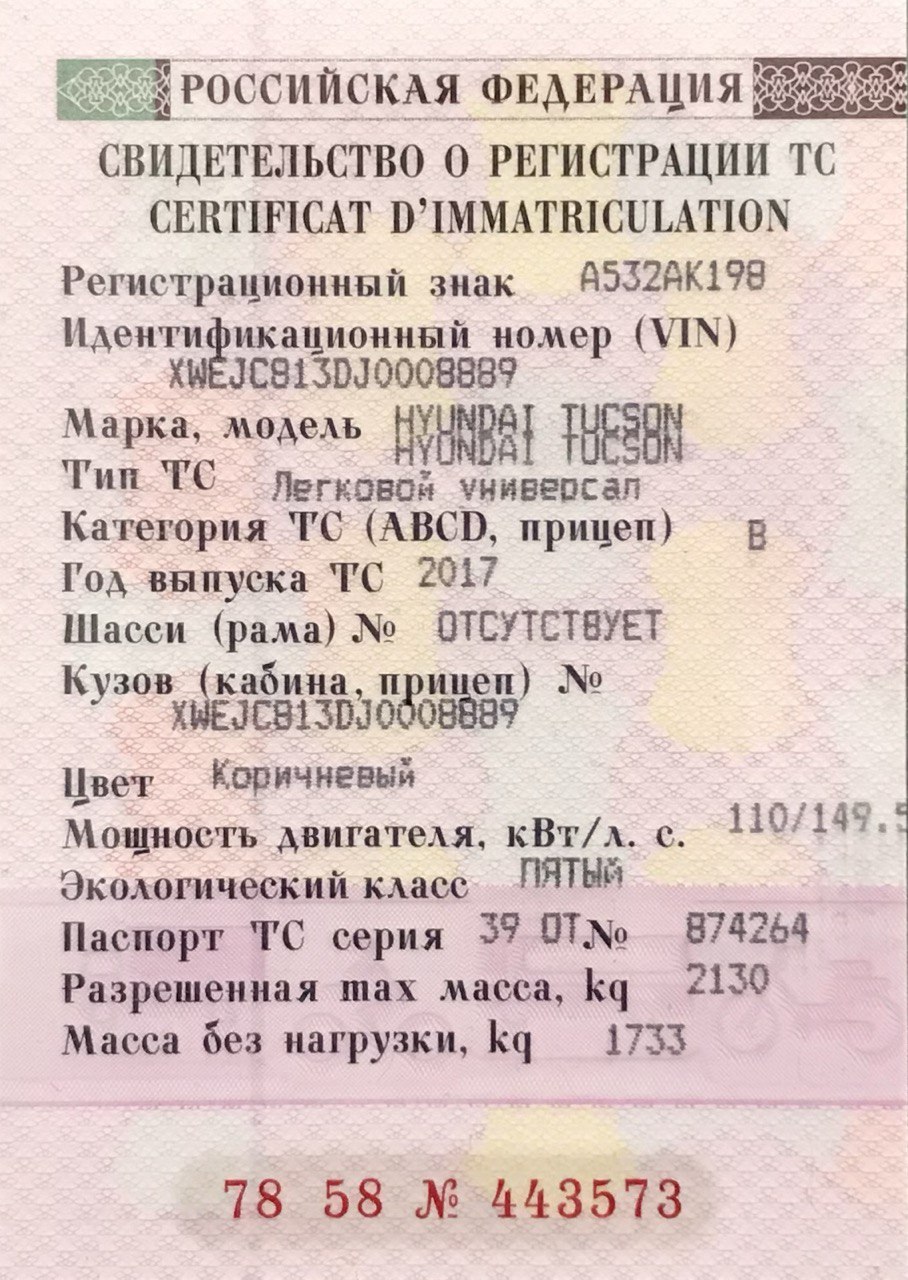 РОССИЙСКАЯ ФЕДЕРАЦИЯ
СВИДЕТЕЛЬСТВО О РЕГИСТРАЦИИ ТС
CERTIFICAT D'IMMATRICULATION
Регистрационный знак А532АК198
Идентификационный номер (VIN)
XWEJC813DJ0008889
Марка, модель HYUNDAI TUCSON
HYUNDAI TUCSON
Тип ТС Легковой универсал
Категория ТС (ABCD, прицеп) B
Год выпуска ТС 2017
Шасси (рама) № ОТСУТСТВУЕТ
Кузов (кабина, прицеп) №
XWEJC813DJ0008889
Цвет Коричневый
Мощность двигателя, кВт/л. с. 110/149.5
Экологический класс ПЯТЫЙ
Паспорт ТС серия 39 ОТ № 874264
Разрешенная max масса, kg 2130
Масса без нагрузки, kg 1733
78 58 № 443573